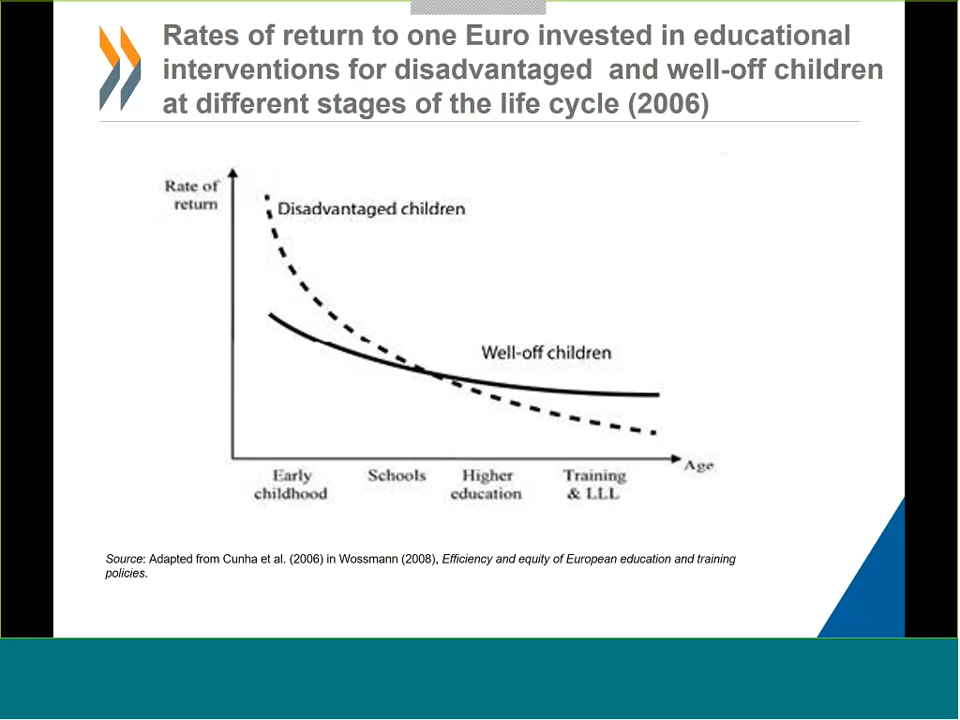 Rates of return to one Euro invested in educational
interventions for disadvantaged and well-off children
at different stages of the life cycle (2006)
Rate of
return
Disadvantaged children
Well-off children
Age
Early
childhood
Schools
Higher
education
Training
& LLL
Source: Adapted from Cunha et al. (2006) in Wossmann (2008), Efficiency and equity of European education and training
policies.